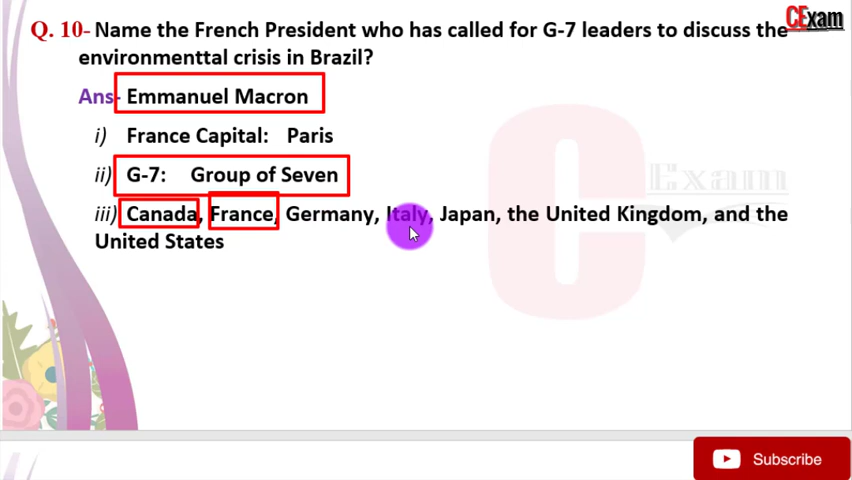 CExam
Q. 10- Name the French President who has called for G-7 leaders to discuss the
environmenttal crisis in Brazil?
Ans- Emmanuel Macron
i) France Capital: Paris
ii) G-7: Group of Seven
Exam
iii) Canada, France, Germany, Italy, Japan, the United Kingdom, and the
United States
Subscribe